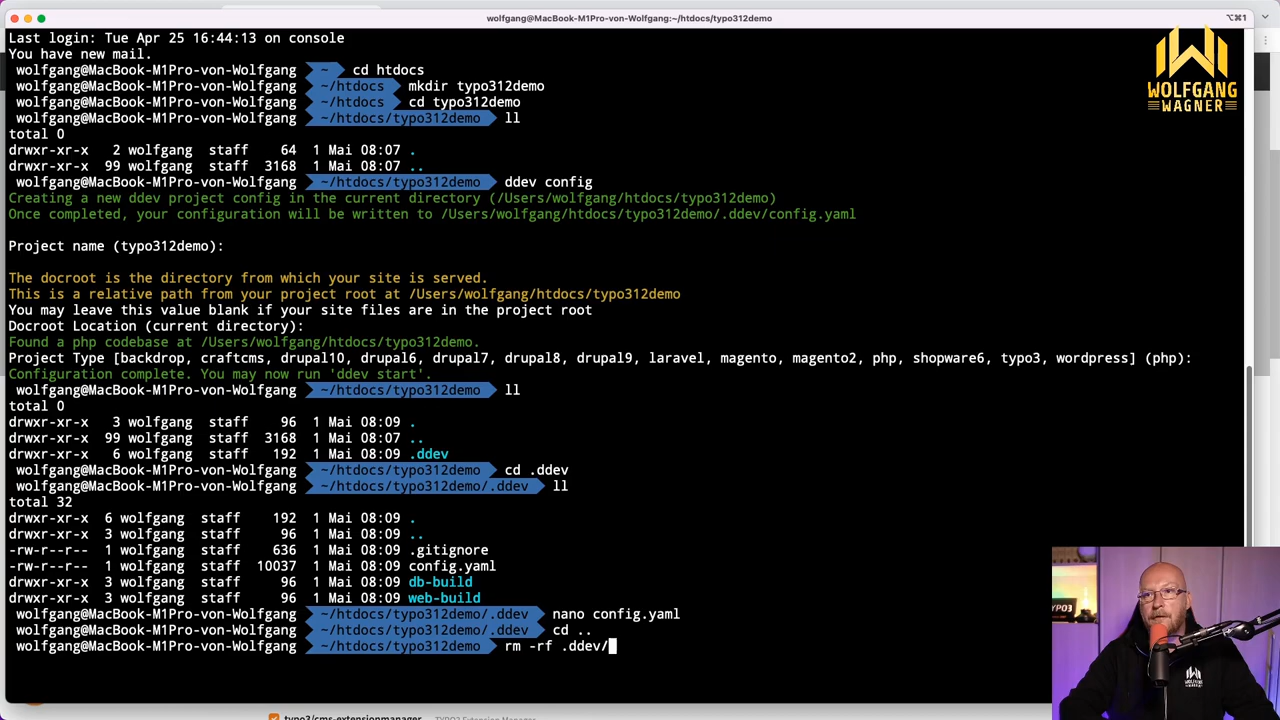 wolfgang@MacBook-M1Pro-von-Wolfgang:~/htdocs/typo312demo
⌥⌘1
Last login: Tue Apr 25 16:44:13 on console
You have new mail.
wolfgang@MacBook-M1Pro-von-Wolfgang ~ cd htdocs
wolfgang@MacBook-M1Pro-von-Wolfgang ~/htdocs mkdir typo312demo
wolfgang@MacBook-M1Pro-von-Wolfgang ~/htdocs cd typo312demo
wolfgang@MacBook-M1Pro-von-Wolfgang ~/htdocs/typo312demo ll
total 0
drwxr-xr-x 2 wolfgang staff 64 1 Mai 08:07 .
drwxr-xr-x 99 wolfgang staff 3168 1 Mai 08:07 ..
wolfgang@MacBook-M1Pro-von-Wolfgang ~/htdocs/typo312demo ddev config
Creating a new ddev project config in the current directory (/Users/wolfgang/htdocs/typo312demo)
Once completed, your configuration will be written to /Users/wolfgang/htdocs/typo312demo/.ddev/config.yaml
Project name (typo312demo):
The docroot is the directory from which your site is served.
This is a relative path from your project root at /Users/wolfgang/htdocs/typo312demo
You may leave this value blank if your site files are in the project root
Docroot Location (current directory):
Found a php codebase at /Users/wolfgang/htdocs/typo312demo.
Project Type [backdrop, craftcms, drupal10, drupal6, drupal7, drupal8, drupal9, laravel, magento, magento2, php, shopware6, typo3, wordpress] (php):
Configuration complete. You may now run 'ddev start'.
wolfgang@MacBook-M1Pro-von-Wolfgang ~/htdocs/typo312demo ll
total 0
drwxr-xr-x 3 wolfgang staff 96 1 Mai 08:09 .
drwxr-xr-x 99 wolfgang staff 3168 1 Mai 08:07 ..
drwxr-xr-x 6 wolfgang staff 192 1 Mai 08:09 .ddev
wolfgang@MacBook-M1Pro-von-Wolfgang ~/htdocs/typo312demo cd .ddev
wolfgang@MacBook-M1Pro-von-Wolfgang ~/htdocs/typo312demo/.ddev ll
total 32
drwxr-xr-x 6 wolfgang staff 192 1 Mai 08:09 .
drwxr-xr-x 3 wolfgang staff 96 1 Mai 08:09 ..
-rw-r--r-- 1 wolfgang staff 636 1 Mai 08:09 .gitignore
-rw-r--r-- 1 wolfgang staff 10037 1 Mai 08:09 config.yaml
drwxr-xr-x 3 wolfgang staff 96 1 Mai 08:09 db-build
drwxr-xr-x 3 wolfgang staff 96 1 Mai 08:09 web-build
wolfgang@MacBook-M1Pro-von-Wolfgang ~/htdocs/typo312demo/.ddev nano config.yaml
wolfgang@MacBook-M1Pro-von-Wolfgang ~/htdocs/typo312demo/.ddev cd ..
wolfgang@MacBook-M1Pro-von-Wolfgang ~/htdocs/typo312demo rm -rf .ddev/
WOLFGANG
WAGNER
TYPO3
typo3/cms-extensionmanager TYPO3 Extension Manager